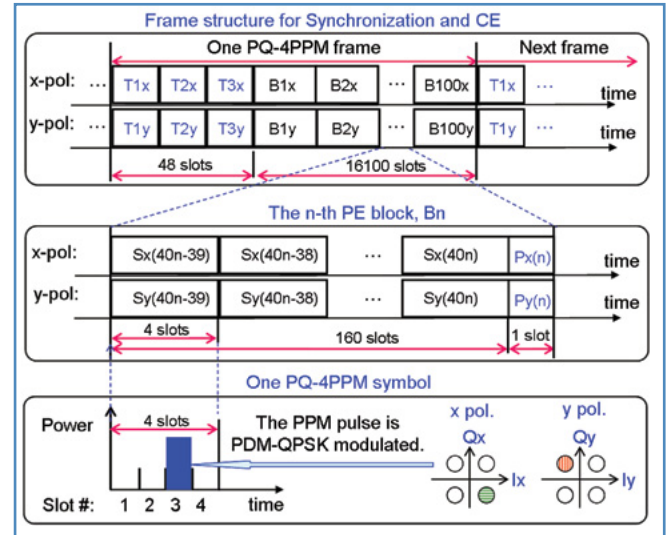 Frame structure for Synchronization and CE
One PQ-4PPM frame Next frame
x-pol: ... T1x T2x T3x B1x B2x ... B100x T1x ...
time
y-pol: ... T1y T2y T3y B1y B2y ... B100y T1y ...
time
48 slots 16100 slots
The n-th PE block, Bn
x-pol: Sx(40n-39) Sx(40n-38) ... Sx(40n) Px(n)
time
y-pol: Sy(40n-39) Sy(40n-38) ... Sy(40n) Py(n)
time
4 slots 160 slots 1 slot
One PQ-4PPM symbol
4 slots
Power
The PPM pulse is
PDM-QPSK modulated.
x pol. y pol.
Qx Qy
Ix Iy
Slot #: 1 2 3 4 time